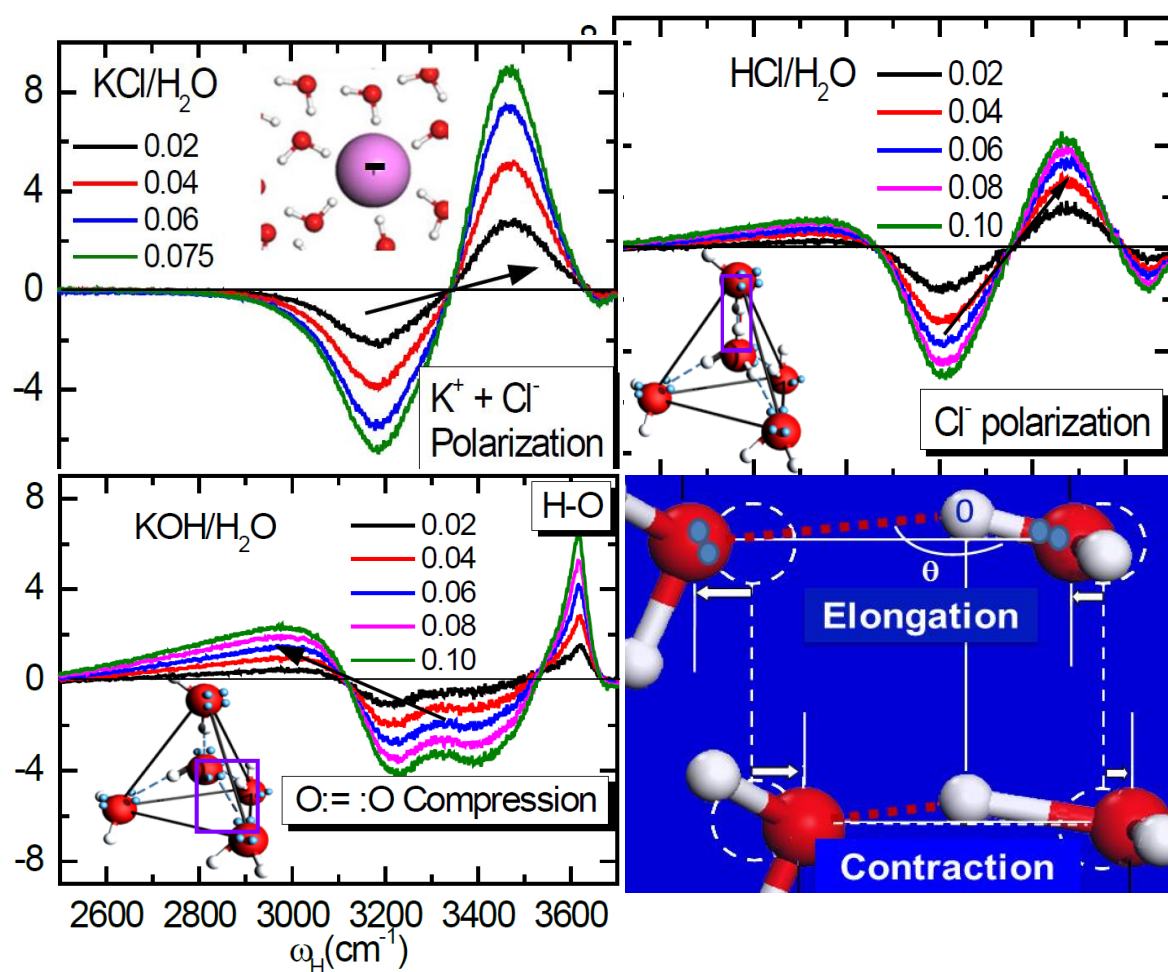 KCl/H₂O
0.02
0.04
0.06
0.075
8
4
0
-4
K⁺ + Cl⁻
Polarization
HCl/H₂O
0.02
0.04
0.06
0.08
0.10
Cl⁻ polarization
KOH/H₂O
0.02
0.04
0.06
0.08
0.10
H-O
8
4
0
-4
-8
O:⇔:O Compression
2600 2800 3000 3200 3400 3600
ω_H(cm⁻¹)
0
θ
Elongation
Contraction